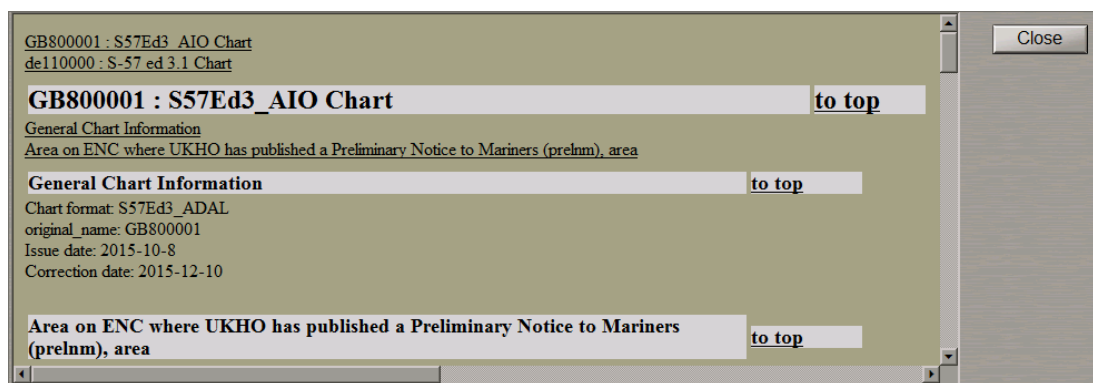 GB800001 : S57Ed3_AIO Chart
de110000 : S-57 ed 3.1 Chart
GB800001 : S57Ed3_AIO Chart to top
General Chart Information
Area on ENC where UKHO has published a Preliminary Notice to Mariners (prelnm), area
General Chart Information to top
Chart format: S57Ed3_ADAL
original_name: GB800001
Issue date: 2015-10-8
Correction date: 2015-12-10
Area on ENC where UKHO has published a Preliminary Notice to Mariners
(prelnm), area to top
Close